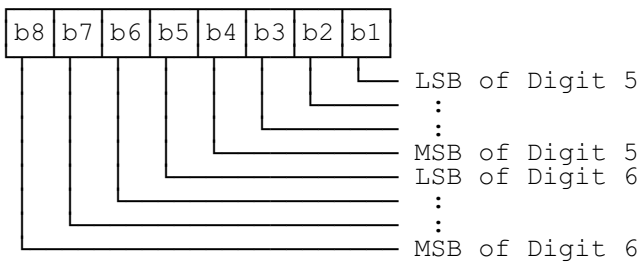 b8 b7 b6 b5 b4 b3 b2 b1
LSB of Digit 5
:
:
MSB of Digit 5
LSB of Digit 6
:
:
MSB of Digit 6